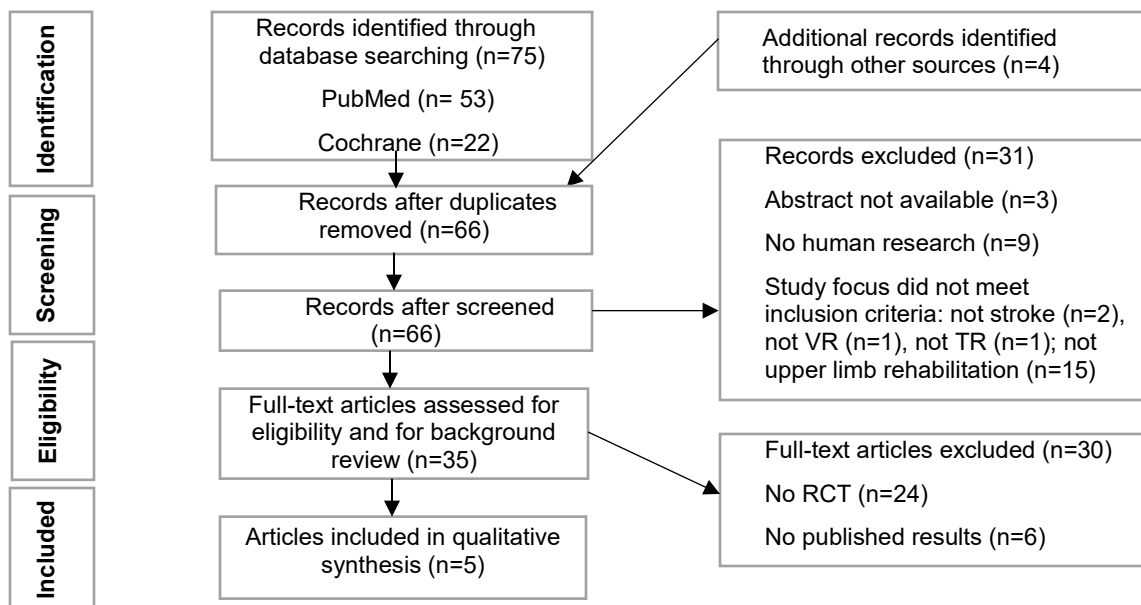 Identification
Records identified through
database searching (n=75)
PubMed (n= 53)
Cochrane (n=22)
Additional records identified
through other sources (n=4)
Screening
Records after duplicates
removed (n=66)
Records after screened
(n=66)
Records excluded (n=31)
Abstract not available (n=3)
No human research (n=9)
Study focus did not meet
inclusion criteria: not stroke (n=2),
not VR (n=1), not TR (n=1); not
upper limb rehabilitation (n=15)
Eligibility
Full-text articles assessed for
eligibility and for background
review (n=35)
Full-text articles excluded (n=30)
No RCT (n=24)
No published results (n=6)
Included
Articles included in qualitative
synthesis (n=5)